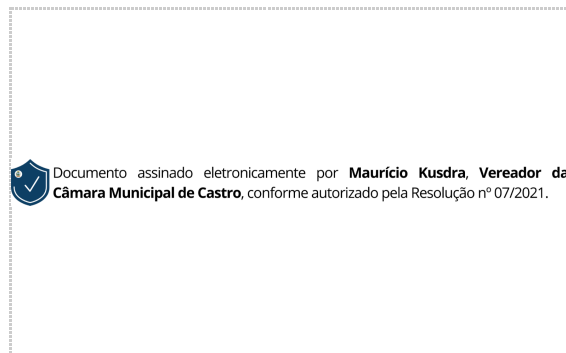 Documento assinado eletronicamente por Maurício Kusdra, Vereador da
Câmara Municipal de Castro, conforme autorizado pela Resolução nº 07/2021.